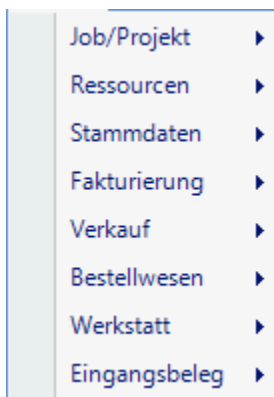 Job/Projekt
Ressourcen
Stammdaten
Fakturierung
Verkauf
Bestellwesen
Werkstatt
Eingangsbeleg